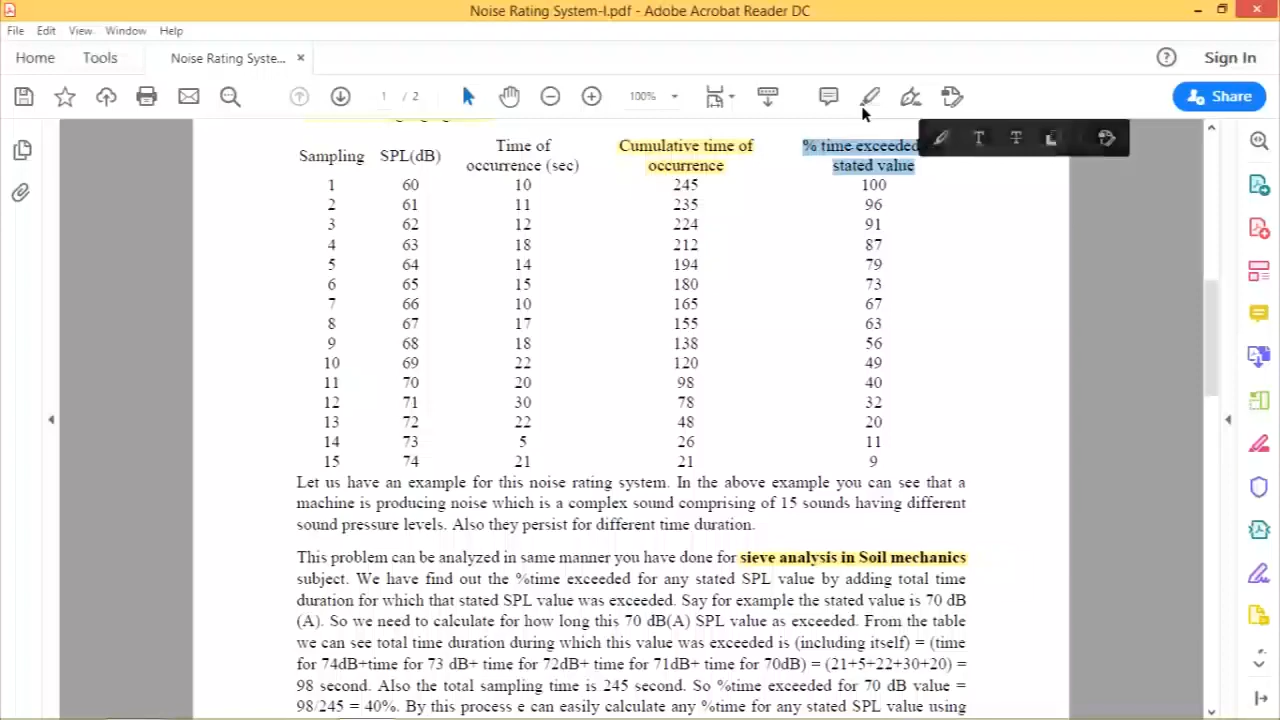 Noise Rating System-I.pdf - Adobe Acrobat Reader DC
File Edit View Window Help
Home Tools Noise Rating Syste... × Sign In
1 / 2 100% Share
Sampling SPL(dB) Time of occurrence (sec) Cumulative time of occurrence % time exceeded stated value
1 60 10 245 100
2 61 11 235 96
3 62 12 224 91
4 63 18 212 87
5 64 14 194 79
6 65 15 180 73
7 66 10 165 67
8 67 17 155 63
9 68 18 138 56
10 69 22 120 49
11 70 20 98 40
12 71 30 78 32
13 72 22 48 20
14 73 5 26 11
15 74 21 21 9
Let us have an example for this noise rating system. In the above example you can see that a
machine is producing noise which is a complex sound comprising of 15 sounds having different
sound pressure levels. Also they persist for different time duration.
This problem can be analyzed in same manner you have done for sieve analysis in Soil mechanics
subject. We have find out the %time exceeded for any stated SPL value by adding total time
duration for which that stated SPL value was exceeded. Say for example the stated value is 70 dB
(A). So we need to calculate for how long this 70 dB(A) SPL value as exceeded. From the table
we can see total time duration during which this value was exceeded is (including itself) = (time
for 74dB+time for 73 dB+ time for 72dB+ time for 71dB+ time for 70dB) = (21+5+22+30+20) =
98 second. Also the total sampling time is 245 second. So %time exceeded for 70 dB value =
98/245 = 40%. By this process e can easily calculate any %time for any stated SPL value using